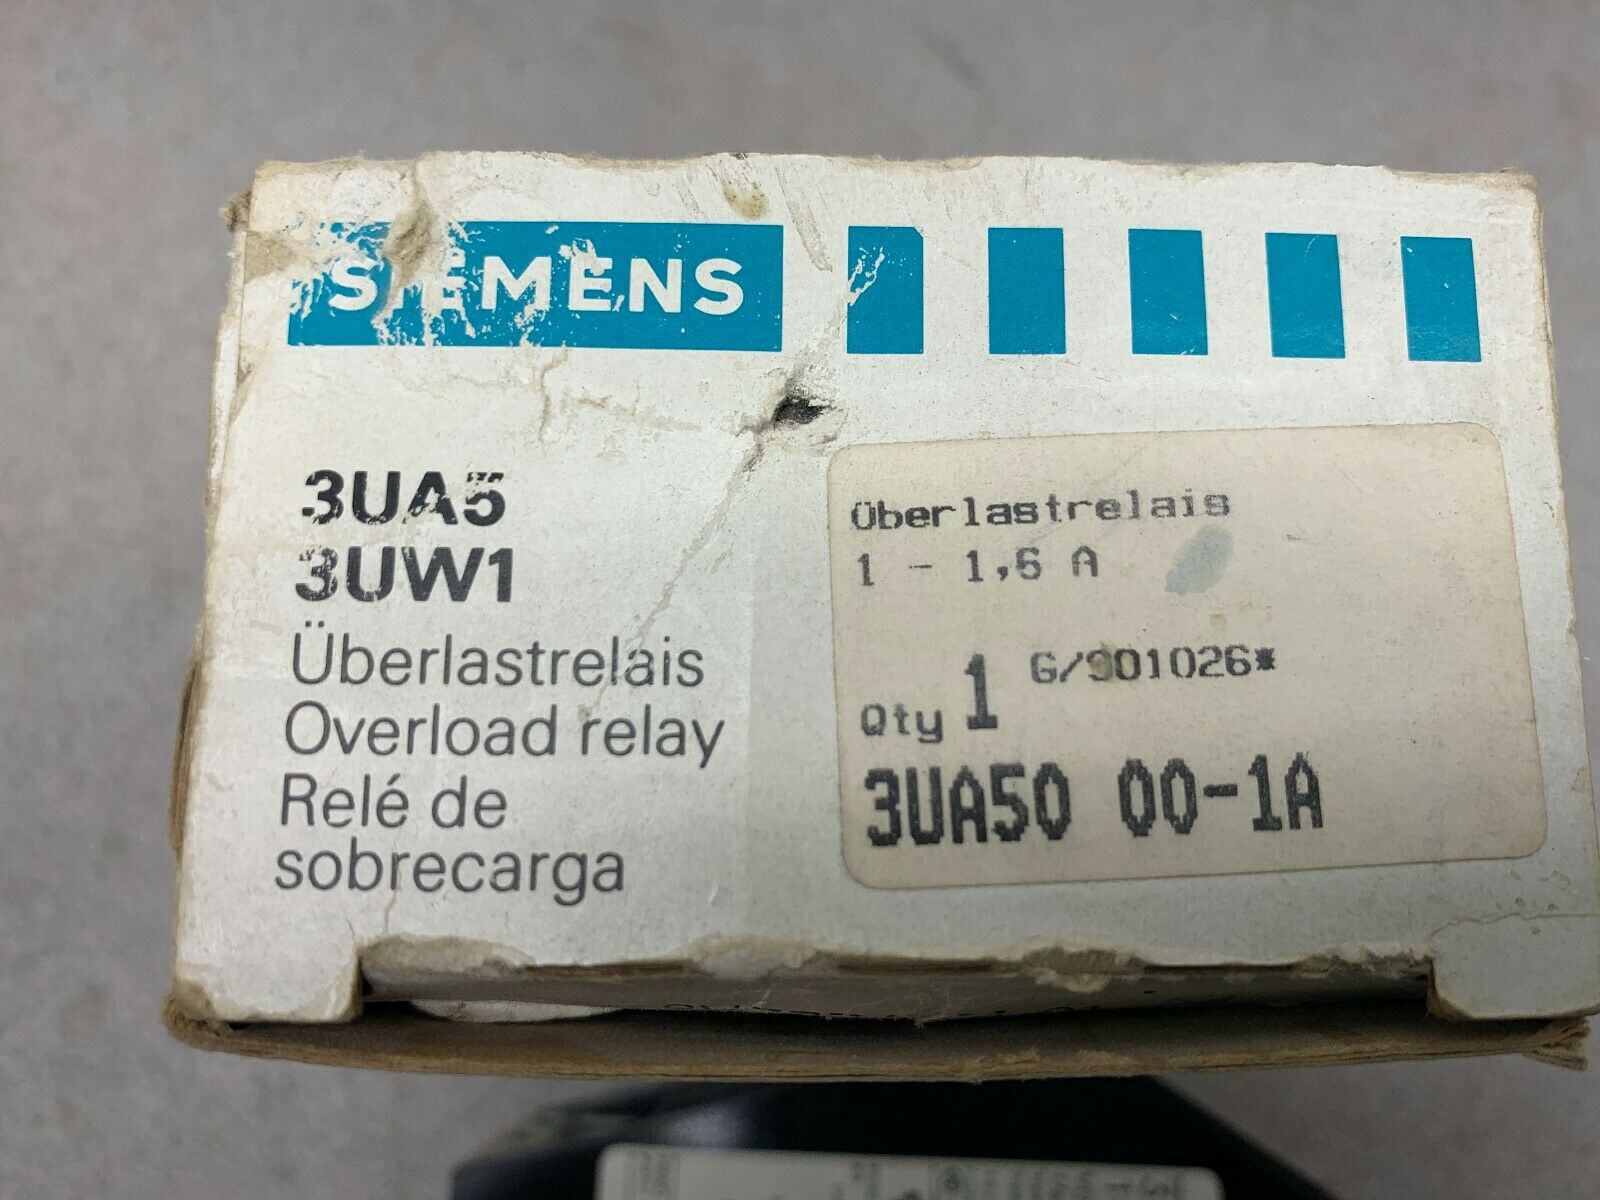 SIEMENS
3UA5
3UW1
Überlastrelais
Overload relay
Relé de
sobrecarga
Überlastrelais
1 - 1,6 A
G/901026*
Qty 1
3UA50 00-1A